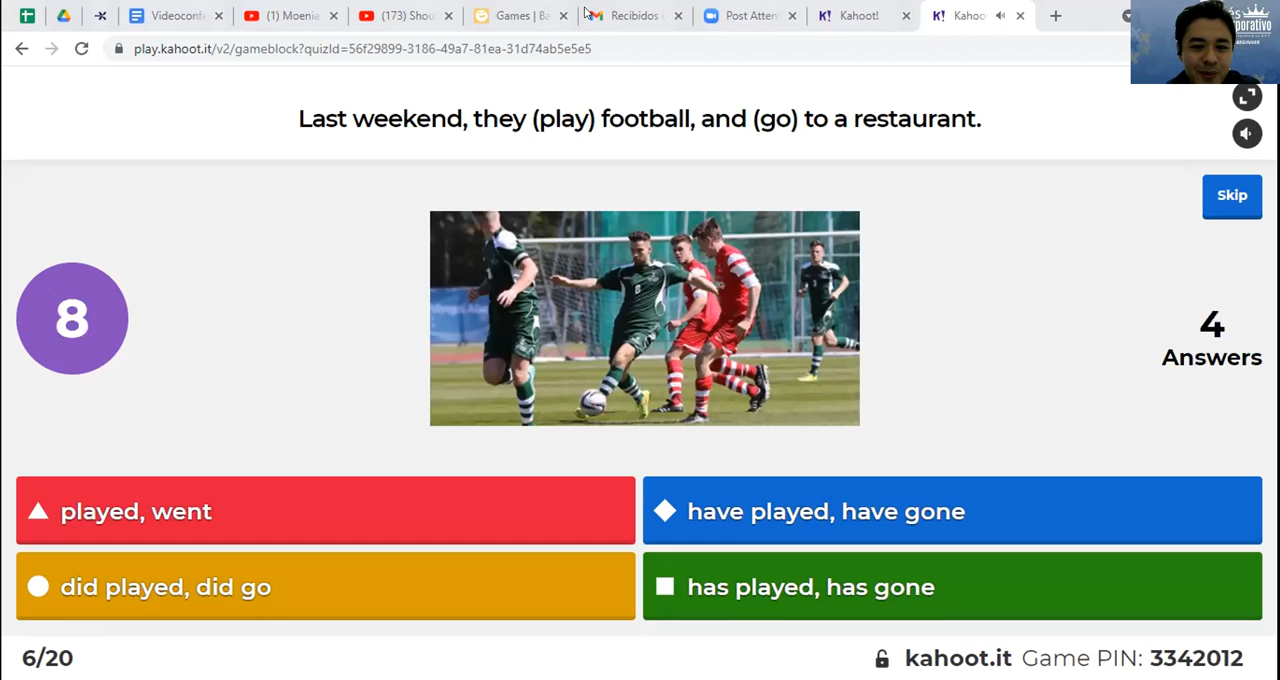 Videoconfe
(1) Moenia
(173) Shou
Games | Ba
Recibidos
Post Atten
K! Kahoot!
K! Kahoo
play.kahoot.it/v2/gameblock?quizId=56f29899-3186-49a7-81ea-31d74ab5e5e5
BEGINNER
Last weekend, they (play) football, and (go) to a restaurant.
Skip
8
4
Answers
played, went
have played, have gone
did played, did go
has played, has gone
6/20
kahoot.it Game PIN: 3342012